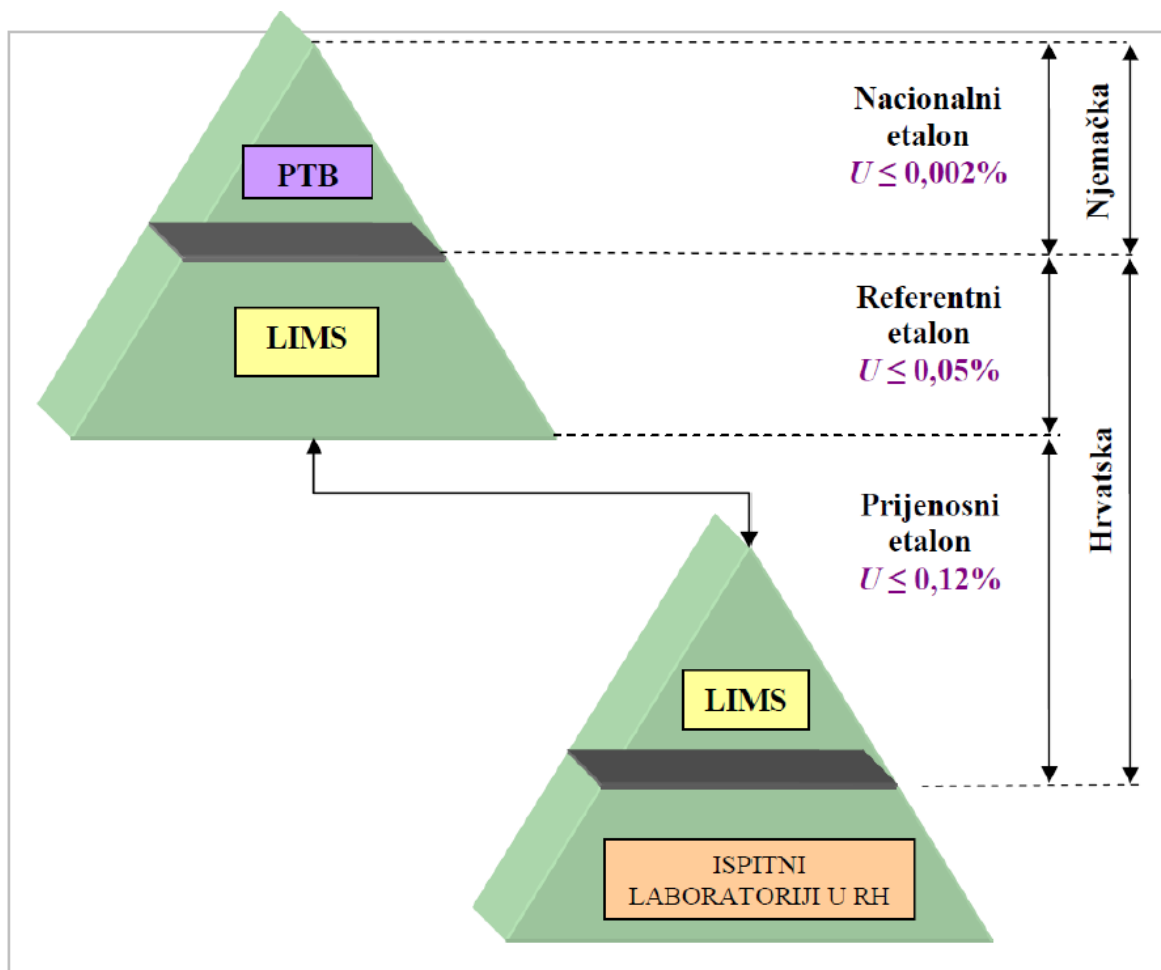 PTB
Nacionalni
etalon
U ≤ 0,002%
Njemačka
LIMS
Referentni
etalon
U ≤ 0,05%
Hrvatska
Prijenosni
etalon
U ≤ 0,12%
LIMS
ISPITNI
LABORATORIJI U RH